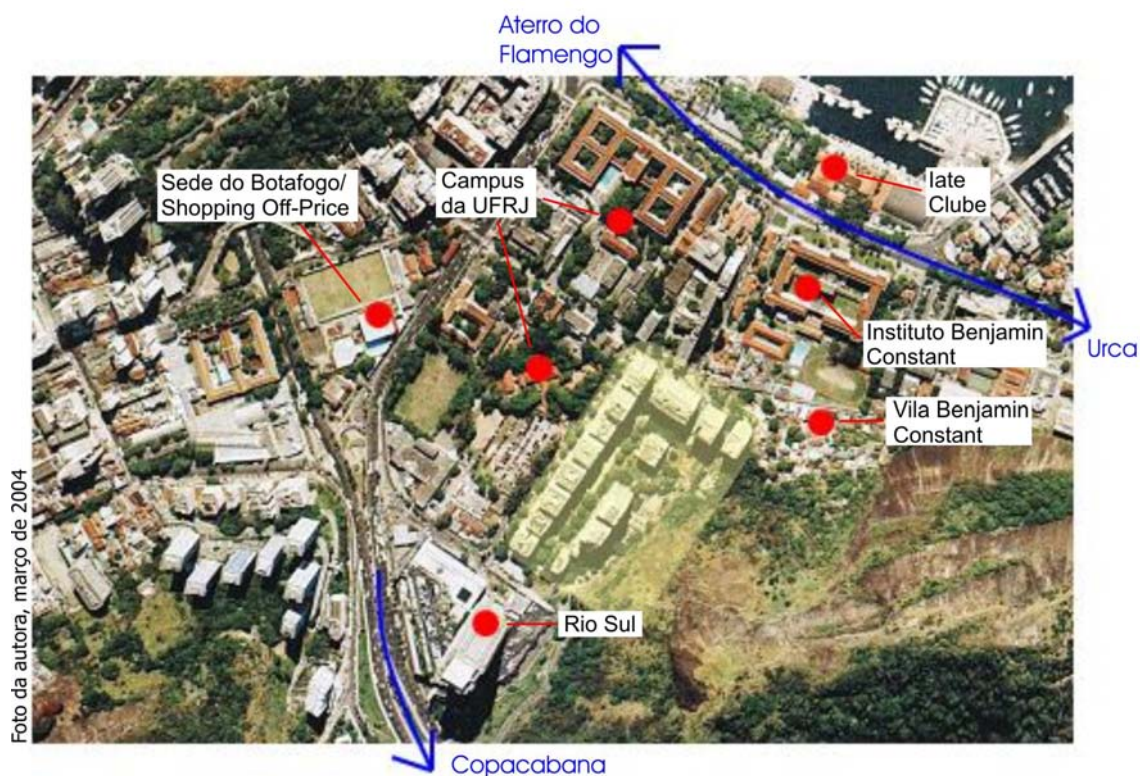 Aterro do
Flamengo
Sede do Botafogo/
Shopping Off-Price
Campus
da UFRJ
Iate
Clube
Instituto Benjamin
Constant
Urca
Vila Benjamin
Constant
Rio Sul
Copacabana
Foto da autora, março de 2004